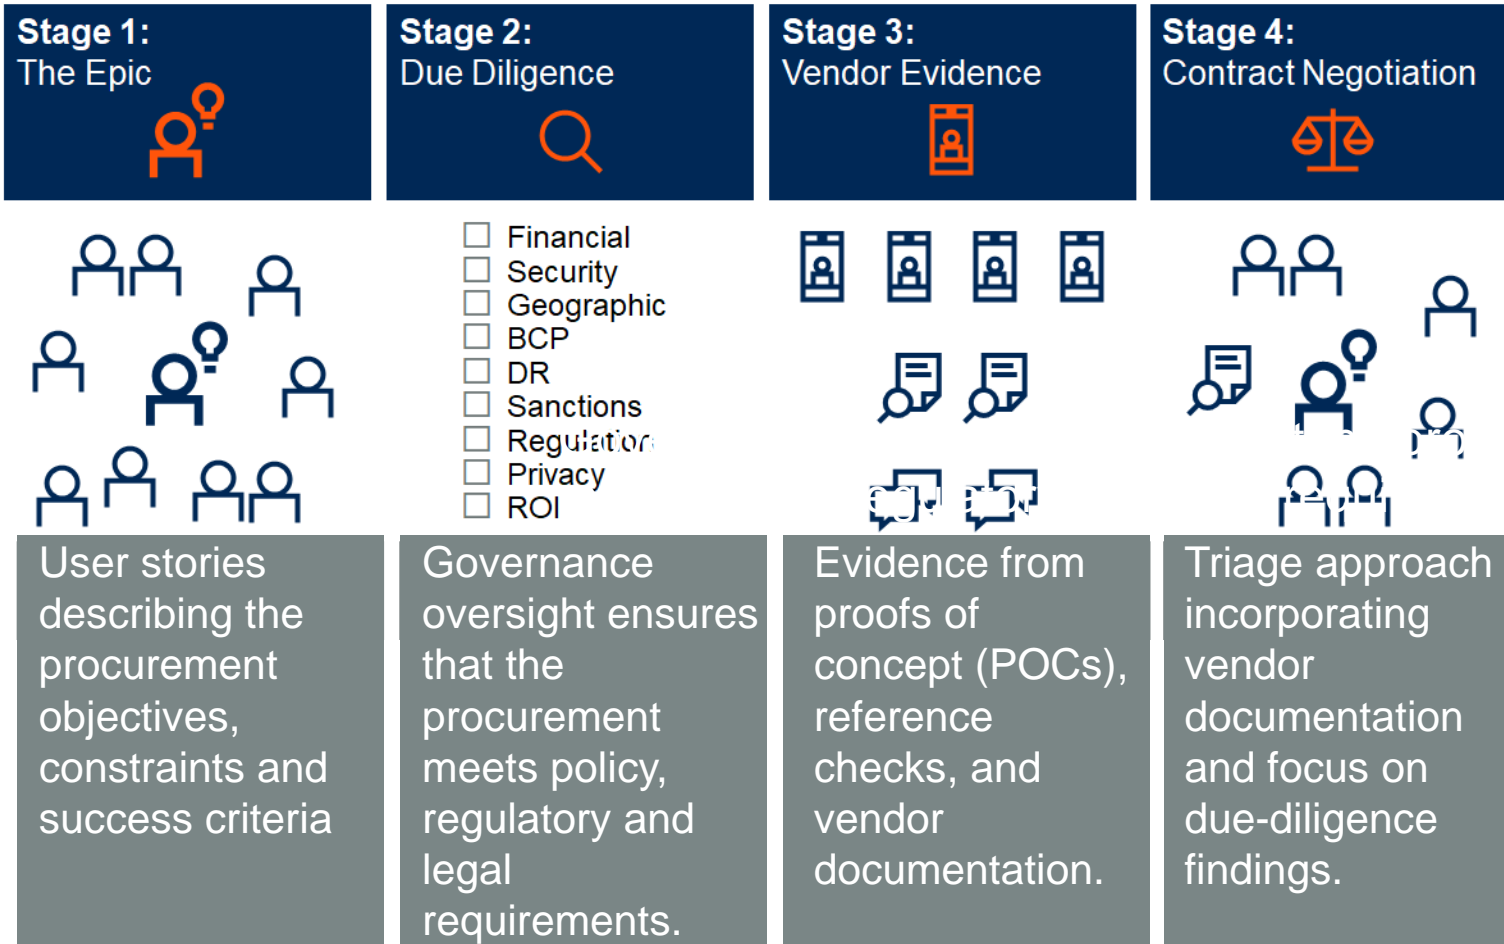 Stage 1:
The Epic
Stage 2:
Due Diligence
Stage 3:
Vendor Evidence
Stage 4:
Contract Negotiation
Financial
Security
Geographic
BCP
DR
Sanctions
Regulation
Privacy
ROI
User stories
describing the
procurement
objectives,
constraints and
success criteria
Governance
oversight ensures
that the
procurement
meets policy,
regulatory and
legal
requirements.
Evidence from
proofs of
concept (POCs),
reference
checks, and
vendor
documentation.
Triage approach
incorporating
vendor
documentation
and focus on
due-diligence
findings.